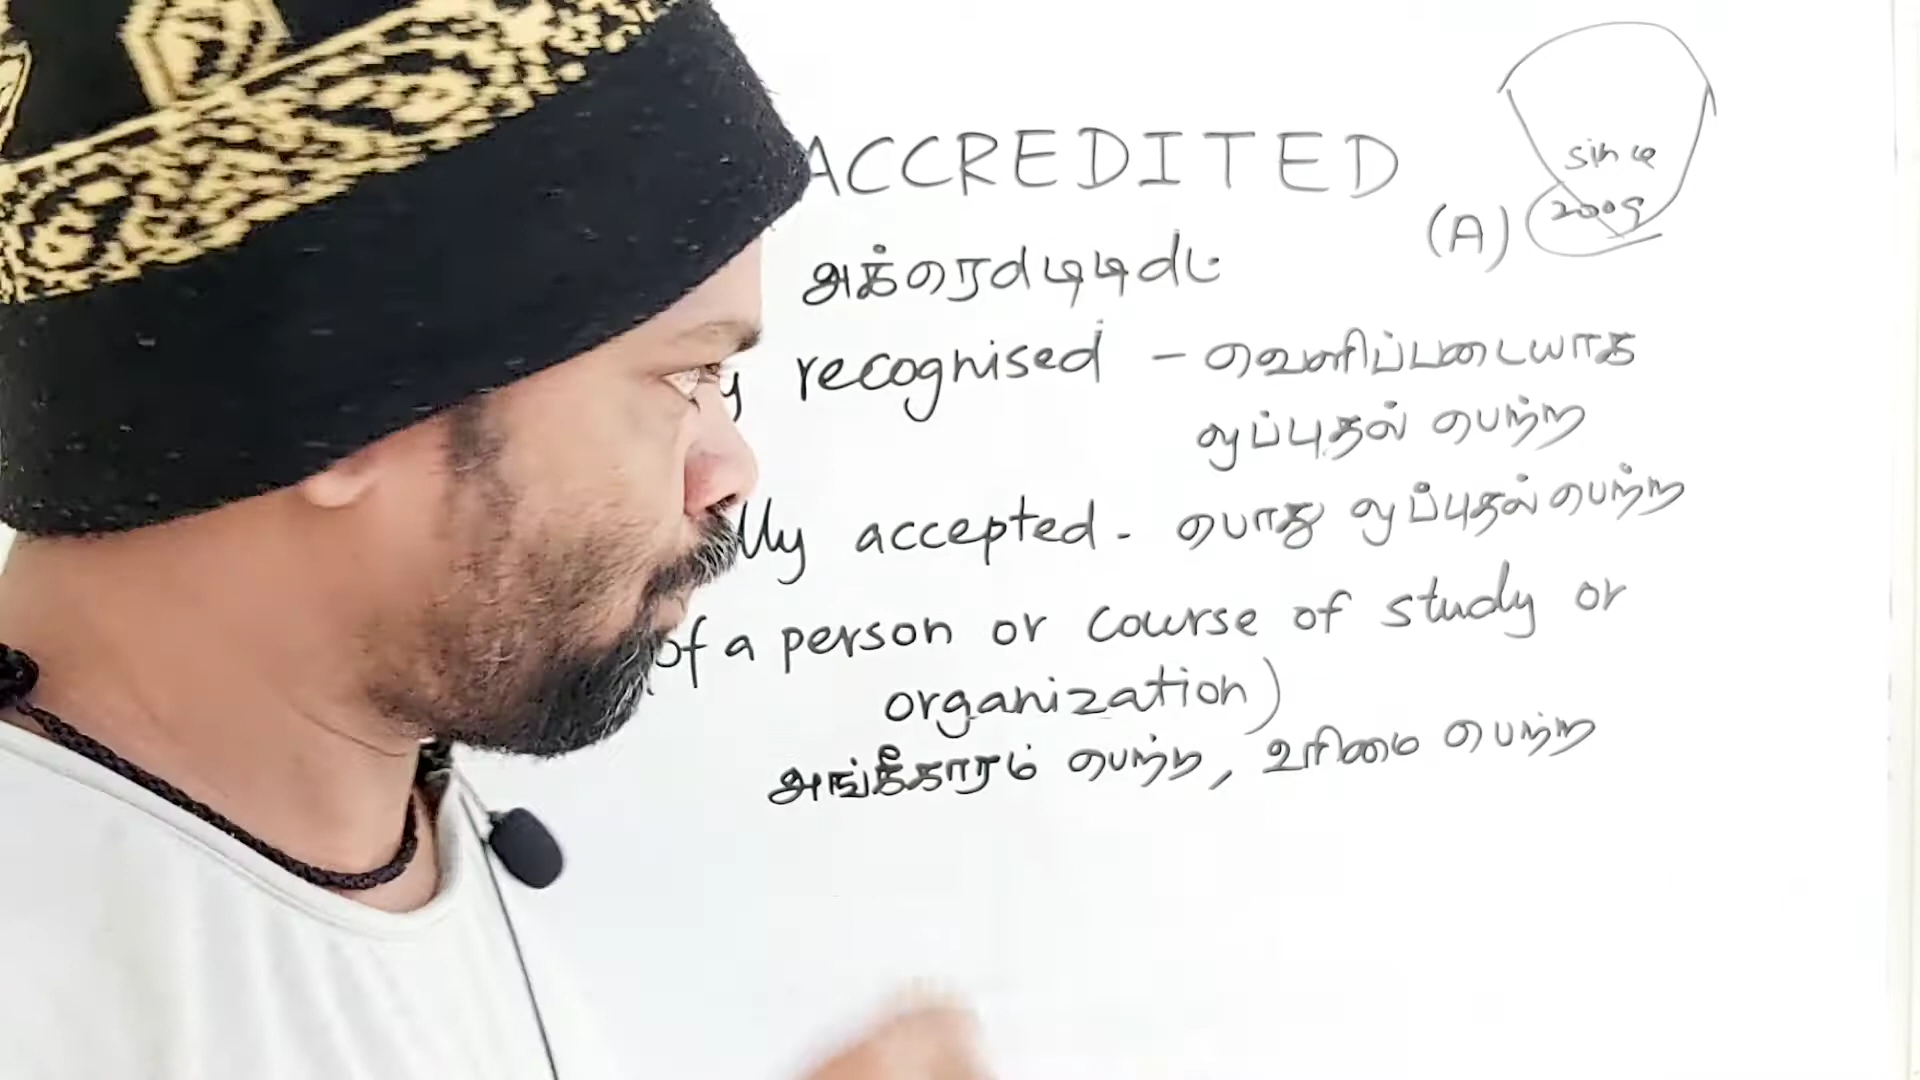 ACCREDITED
since
2009
(A)
அக்ரெடிடிட்
recognised - வெளிப்படையாக
ஒப்புதல் பெற்ற
lly accepted - பொது ஒப்புதல் பெற்ற
of a person or course of study or
organization)
அங்கீகாரம் பெற்ற, உரிமை பெற்ற